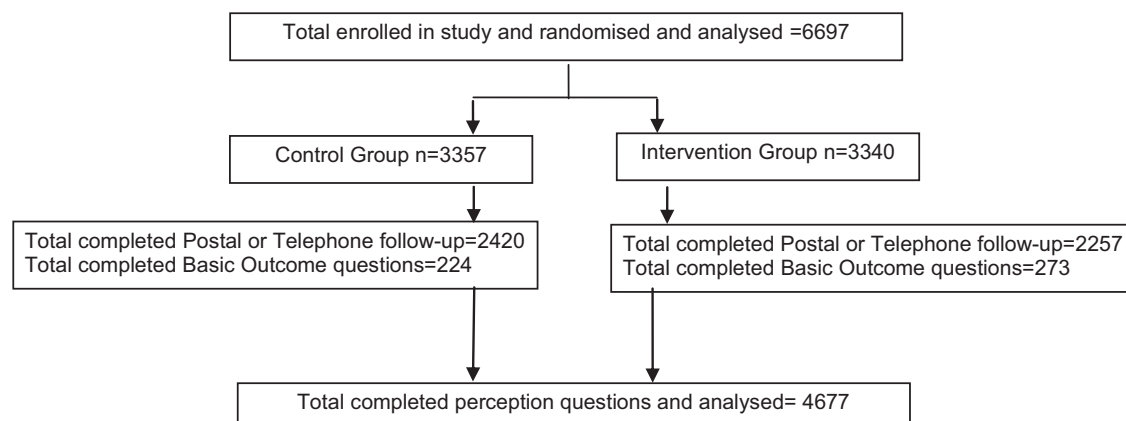 Total enrolled in study and randomised and analysed =6697
Control Group n=3357
Intervention Group n=3340
Total completed Postal or Telephone follow-up=2420
Total completed Basic Outcome questions=224
Total completed Postal or Telephone follow-up=2257
Total completed Basic Outcome questions=273
Total completed perception questions and analysed= 4677